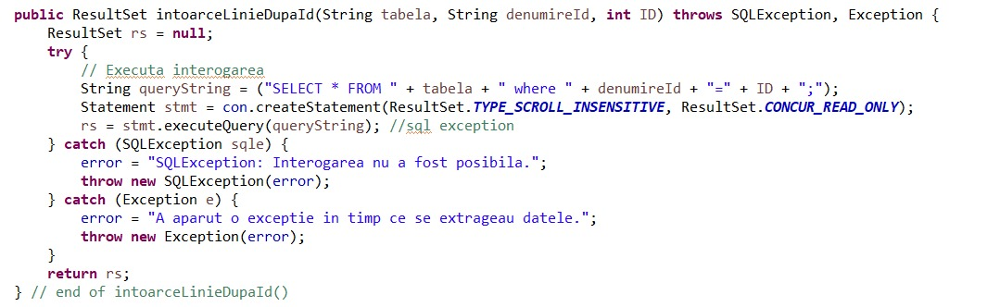 public ResultSet intoarceLinieDupaId(String tabela, String denumireId, int ID) throws SQLException, Exception {
    ResultSet rs = null;
    try {
        // Executa interogarea
        String queryString = ("SELECT * FROM " + tabela + " where " + denumireId + "=" + ID + ";");
        Statement stmt = con.createStatement(ResultSet.TYPE_SCROLL_INSENSITIVE, ResultSet.CONCUR_READ_ONLY);
        rs = stmt.executeQuery(queryString); //sql exception
    } catch (SQLException sqle) {
        error = "SQLException: Interogarea nu a fost posibila.";
        throw new SQLException(error);
    } catch (Exception e) {
        error = "A aparut o exceptie in timp ce se extrageau datele.";
        throw new Exception(error);
    }
    return rs;
} // end of intoarceLinieDupaId()